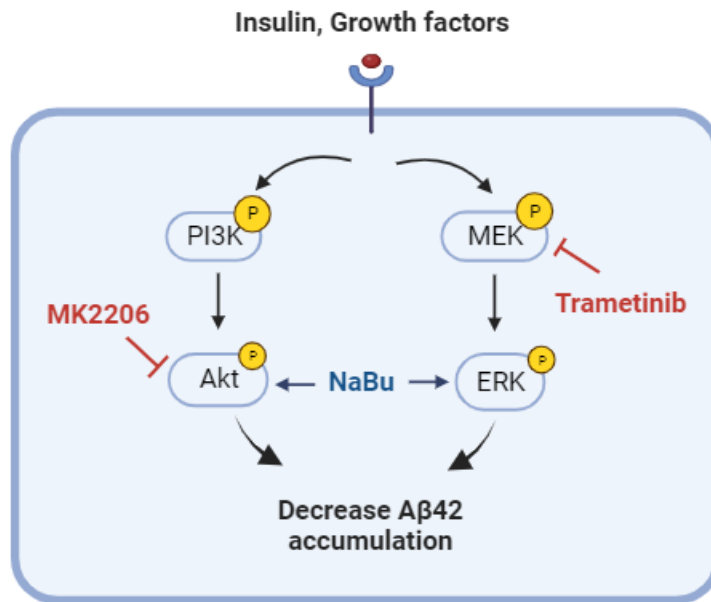 Insulin, Growth factors
P
P
PI3K
MEK
MK2206
Trametinib
P
P
Akt
NaBu
ERK
Decrease Aβ42
accumulation